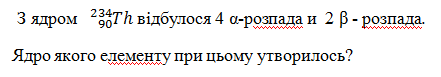 З ядром ²³⁴₉₀Th відбулося 4 α-розпада и 2 β - розпада.
Ядро якого елементу при цьому утворилось?